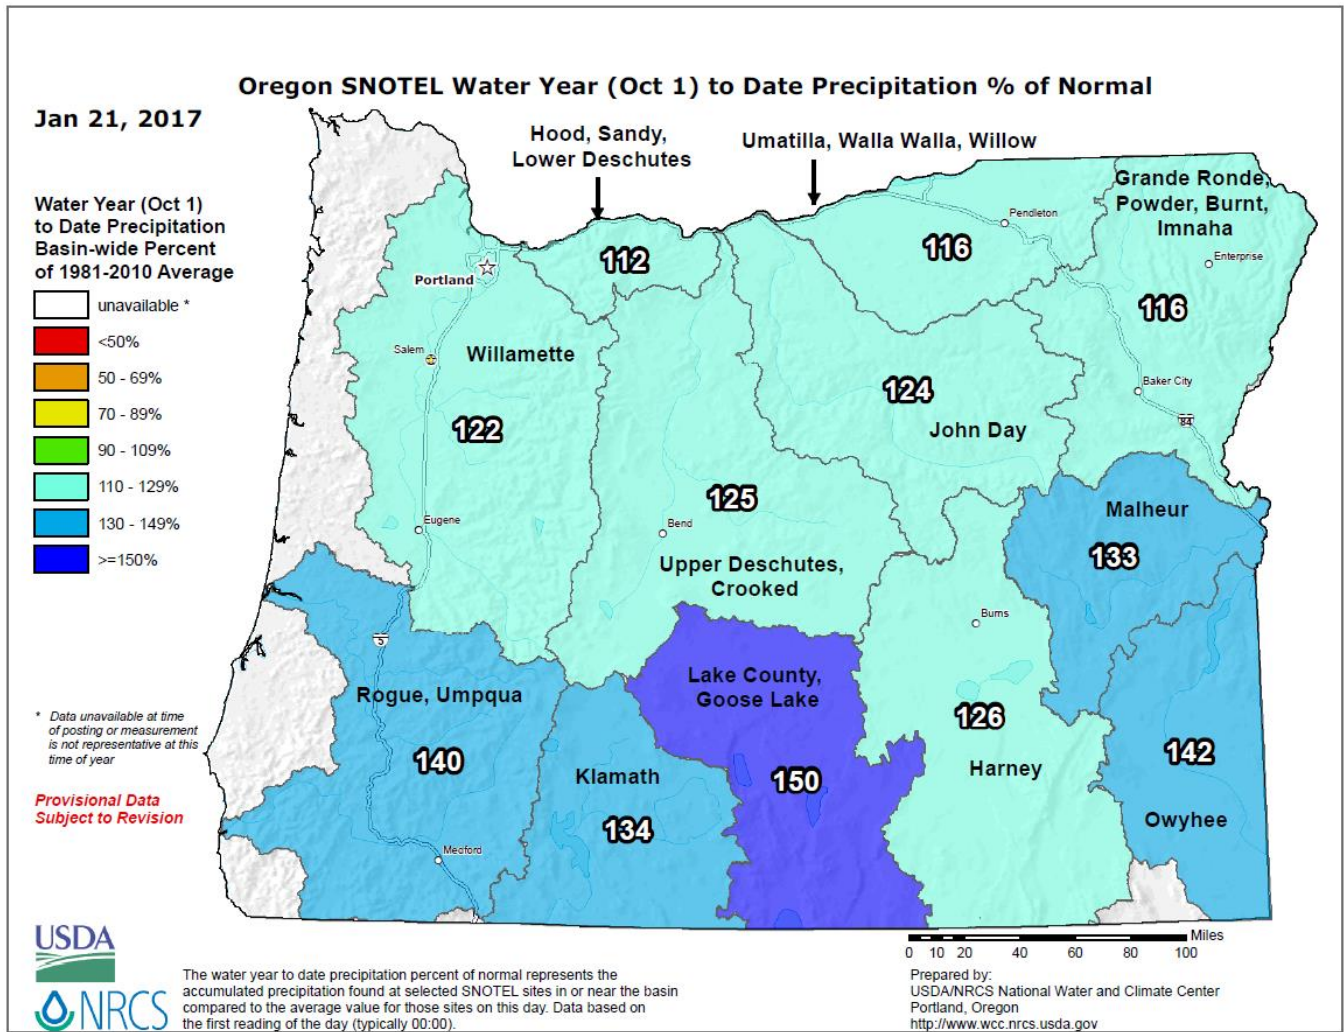 Oregon SNOTEL Water Year (Oct 1) to Date Precipitation % of Normal
Jan 21, 2017
Hood, Sandy,
Lower Deschutes
Umatilla, Walla Walla, Willow
Grande Ronde,
Powder, Burnt,
Imnaha
Water Year (Oct 1)
to Date Precipitation
Basin-wide Percent
of 1981-2010 Average
unavailable *
<50%
50 - 69%
70 - 89%
90 - 109%
110 - 129%
130 - 149%
>=150%
Pendleton
Enterprise
112
116
116
Portland
Salem
Willamette
122
124
John Day
Baker City
84
125
Bend
Eugene
Upper Deschutes,
Crooked
Malheur
133
Burns
5
Rogue, Umpqua
140
Lake County,
Goose Lake
150
126
Harney
142
Owyhee
Klamath
134
Medford
* Data unavailable at time
of posting or measurement
is not representative at this
time of year
Provisional Data
Subject to Revision
Miles
0 10 20 40 60 80 100
USDA
NRCS
The water year to date precipitation percent of normal represents the
accumulated precipitation found at selected SNOTEL sites in or near the basin
compared to the average value for those sites on this day. Data based on
the first reading of the day (typically 00:00).
Prepared by:
USDA/NRCS National Water and Climate Center
Portland, Oregon
http://www.wcc.nrcs.usda.gov